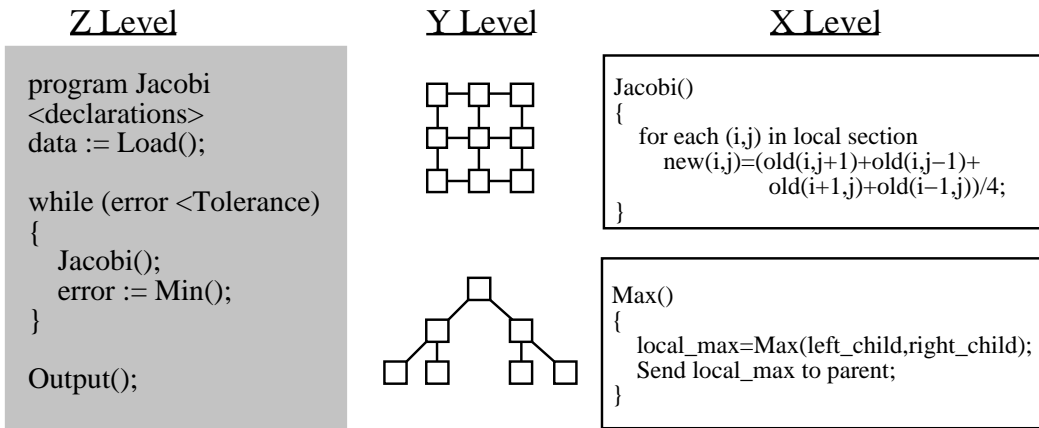 Z Level
program Jacobi
<declarations>
data := Load();
while (error <Tolerance)
{
Jacobi();
error := Min();
}
Output();
Y Level
X Level
Jacobi()
{
for each (i,j) in local section
new(i,j)=(old(i,j+1)+old(i,j−1)+
old(i+1,j)+old(i−1,j))/4;
}
Max()
{
local_max=Max(left_child,right_child);
Send local_max to parent;
}